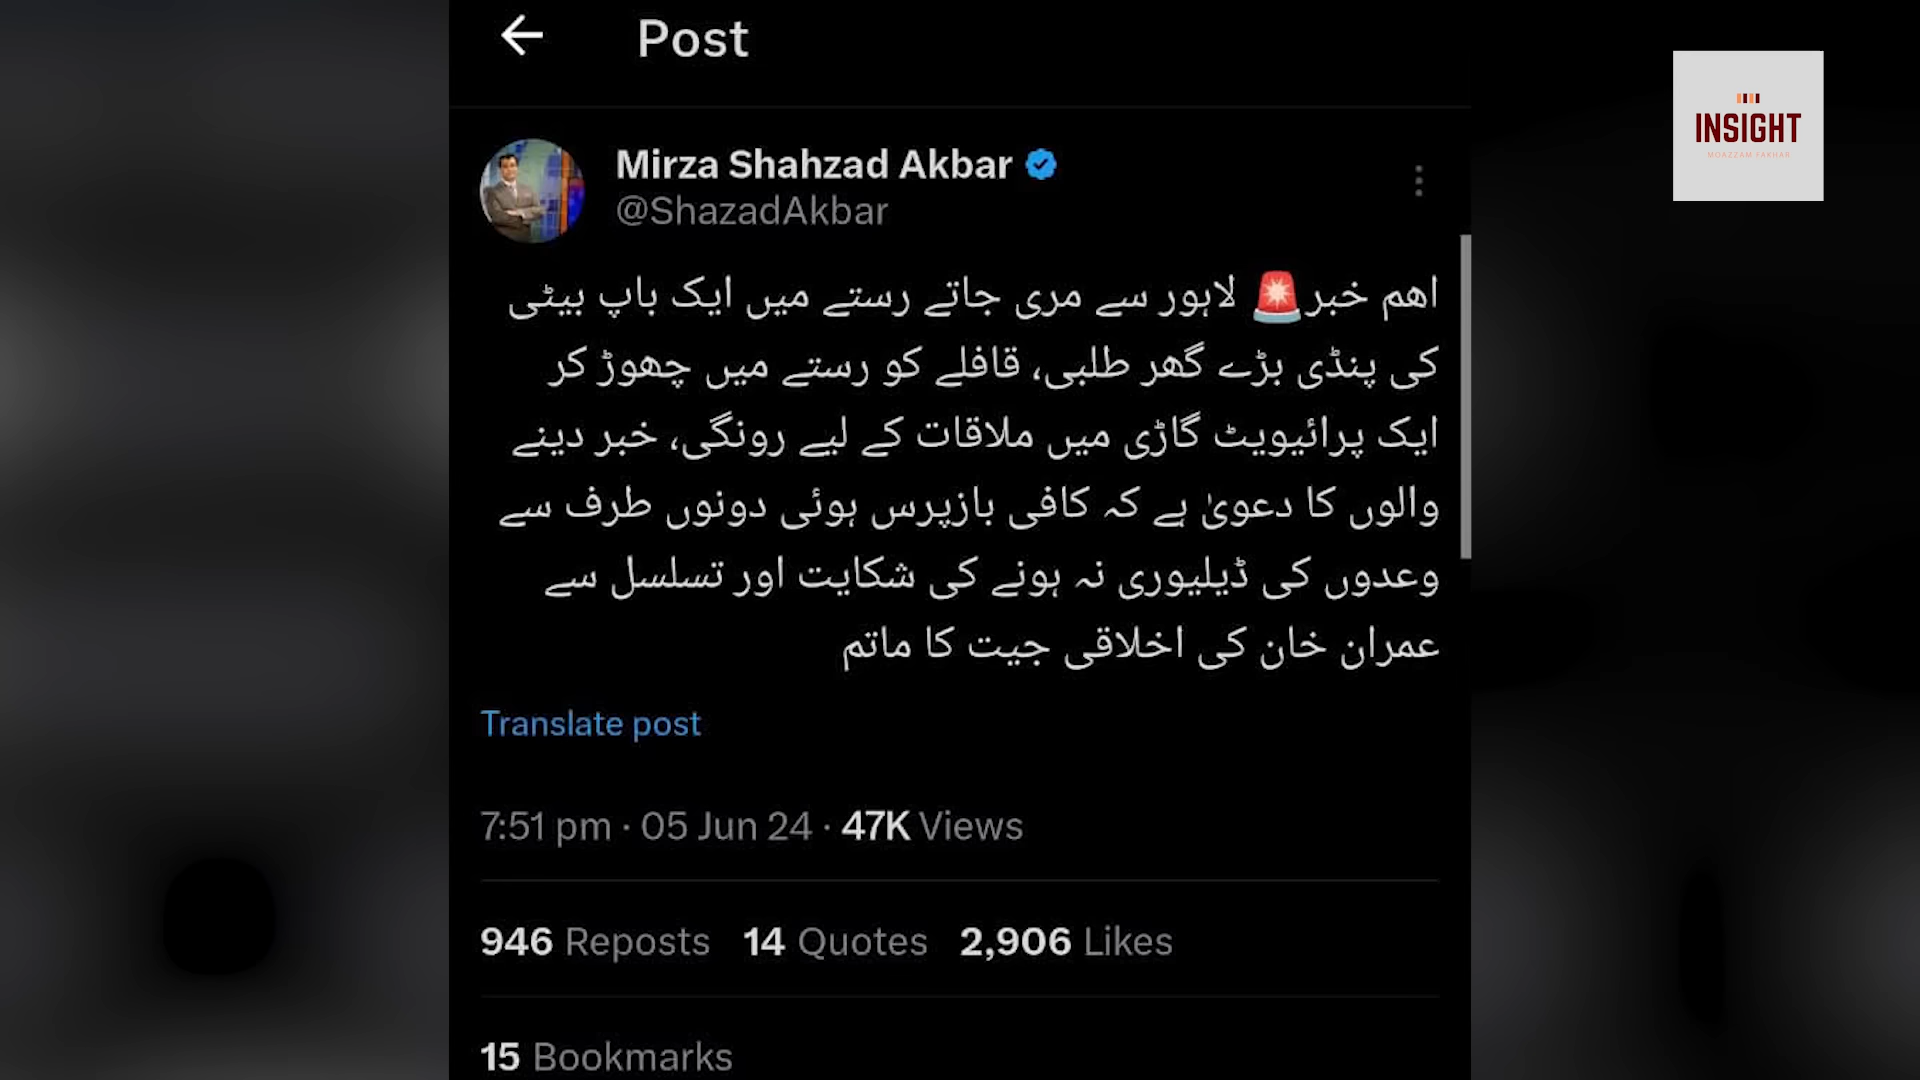 Post
INSIGHT
MOAZZAM FAKHAR
Mirza Shahzad Akbar
@ShazadAkbar
اھم خبر🚨 لاہور سے مری جاتے رستے میں ایک باپ بیٹی
کی پنڈی بڑے گھر طلبی، قافلے کو رستے میں چھوڑ کر
ایک پرائیویٹ گاڑی میں ملاقات کے لیے رونگی، خبر دینے
والوں کا دعویٰ ہے کہ کافی بازپرس ہوئی دونوں طرف سے
وعدوں کی ڈیلیوری نہ ہونے کی شکایت اور تسلسل سے
عمران خان کی اخلاقی جیت کا ماتم
Translate post
7:51 pm · 05 Jun 24 · 47K Views
946 Reposts 14 Quotes 2,906 Likes
15 Bookmarks